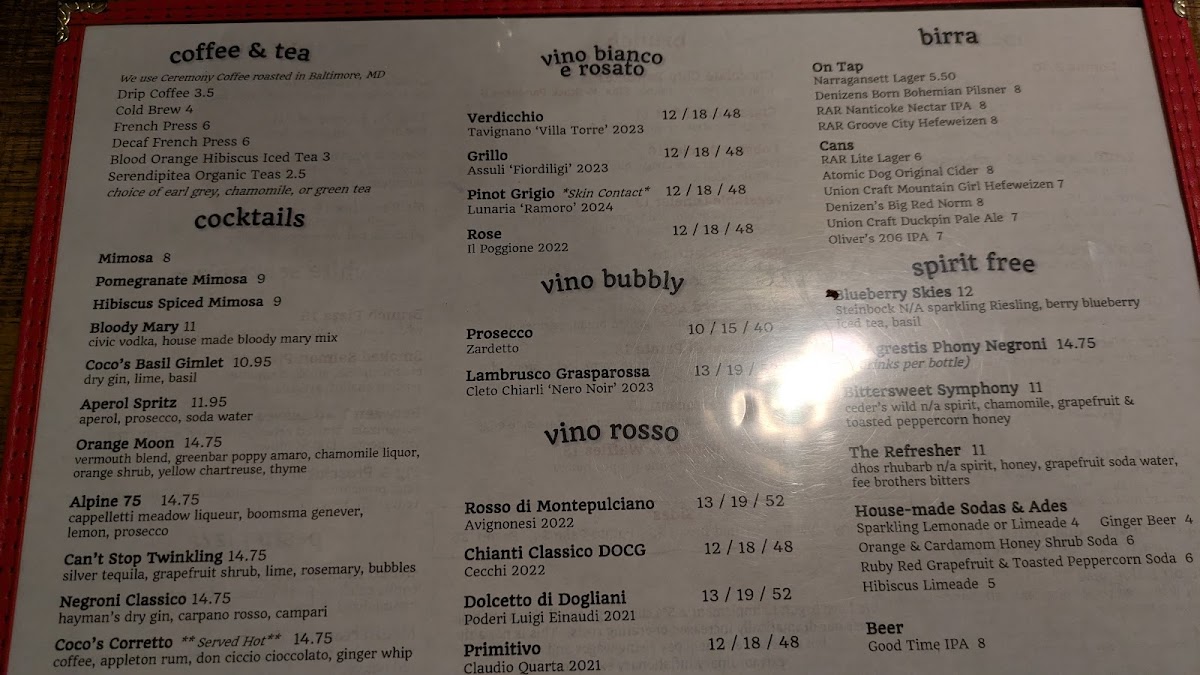 coffee & tea
We use Ceremony Coffee roasted in Baltimore, MD
Drip Coffee 3.5
Cold Brew 4
French Press 6
Decaf French Press 6
Blood Orange Hibiscus Iced Tea 3
Serendipitea Organic Teas 2.5
choice of earl grey, chamomile, or green tea
cocktails
Mimosa 8
Pomegranate Mimosa 9
Hibiscus Spiced Mimosa 9
Bloody Mary 11
civic vodka, house made bloody mary mix
Coco's Basil Gimlet 10.95
dry gin, lime, basil
Aperol Spritz 11.95
aperol, prosecco, soda water
Orange Moon 14.75
vermouth blend, greenbar poppy amaro, chamomile liquor,
orange shrub, yellow chartreuse, thyme
Alpine 75 14.75
cappelletti meadow liqueur, boomsma genever,
lemon, prosecco
Can't Stop Twinkling 14.75
silver tequila, grapefruit shrub, lime, rosemary, bubbles
Negroni Classico 14.75
hayman's dry gin, carpano rosso, campari
Coco's Corretto **Served Hot** 14.75
coffee, appleton rum, don ciccio cioccolato, ginger whip
vino bianco
e rosato
Verdicchio 12 / 18 / 48
Tavignano 'Villa Torre' 2023
Grillo 12 / 18 / 48
Assuli 'Fiordiligi' 2023
Pinot Grigio *Skin Contact* 12 / 18 / 48
Lunaria 'Ramoro' 2024
Rose 12 / 18 / 48
Il Poggione 2022
vino bubbly
Prosecco 10 / 15 / 40
Zardetto
Lambrusco Grasparossa 13 / 19 /
Cleto Chiarli 'Nero Noir' 2023
vino rosso
Rosso di Montepulciano 13 / 19 / 52
Avignonesi 2022
Chianti Classico DOCG 12 / 18 / 48
Cecchi 2022
Dolcetto di Dogliani 13 / 19 / 52
Poderi Luigi Einaudi 2021
Primitivo 12 / 18 / 48
Claudio Quarta 2021
birra
On Tap
Narragansett Lager 5.50
Denizens Born Bohemian Pilsner 8
RAR Nanticoke Nectar IPA 8
RAR Groove City Hefeweizen 8
Cans
RAR Lite Lager 6
Atomic Dog Original Cider 8
Union Craft Mountain Girl Hefeweizen 7
Denizen's Big Red Norm 8
Union Craft Duckpin Pale Ale 7
Oliver's 206 IPA 7
spirit free
Blueberry Skies 12
Steinbock N/A sparkling Riesling, berry blueberry
iced tea, basil
Phony Negroni 14.75
per bottle)
Bittersweet Symphony 11
ceder's wild n/a spirit, chamomile, grapefruit &
toasted peppercorn honey
The Refresher 11
dhos rhubarb n/a spirit, honey, grapefruit soda water,
fee brothers bitters
House-made Sodas & Ades
Sparkling Lemonade or Limeade 4 Ginger Beer 4
Orange & Cardamom Honey Shrub Soda 6
Ruby Red Grapefruit & Toasted Peppercorn Soda 6
Hibiscus Limeade 5
Beer
Good Time IPA 8